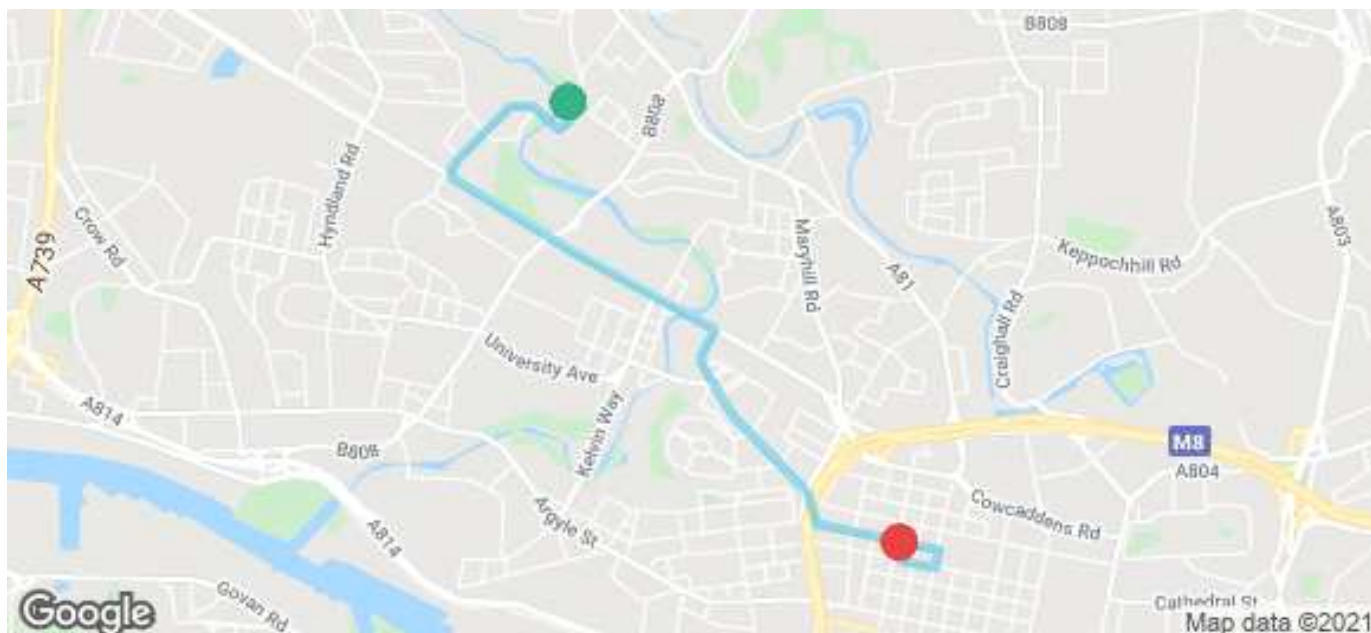 B808
B808
Hyndland Rd
A803
Crow Rd
A739
Maryhill Rd
Keppochhill Rd
A81
Craighall Rd
University Ave
A814
Kelvin Way
B808
M8
A804
Argyle St
Cowcaddens Rd
A814
Govan Rd
Cathedral St
Google
Map data ©2021